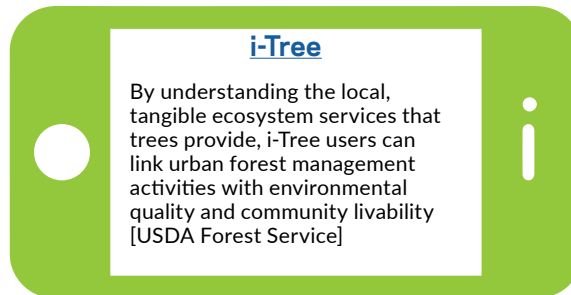 i-Tree
By understanding the local,
tangible ecosystem services that
trees provide, i-Tree users can
link urban forest management
activities with environmental
quality and community livability
[USDA Forest Service]